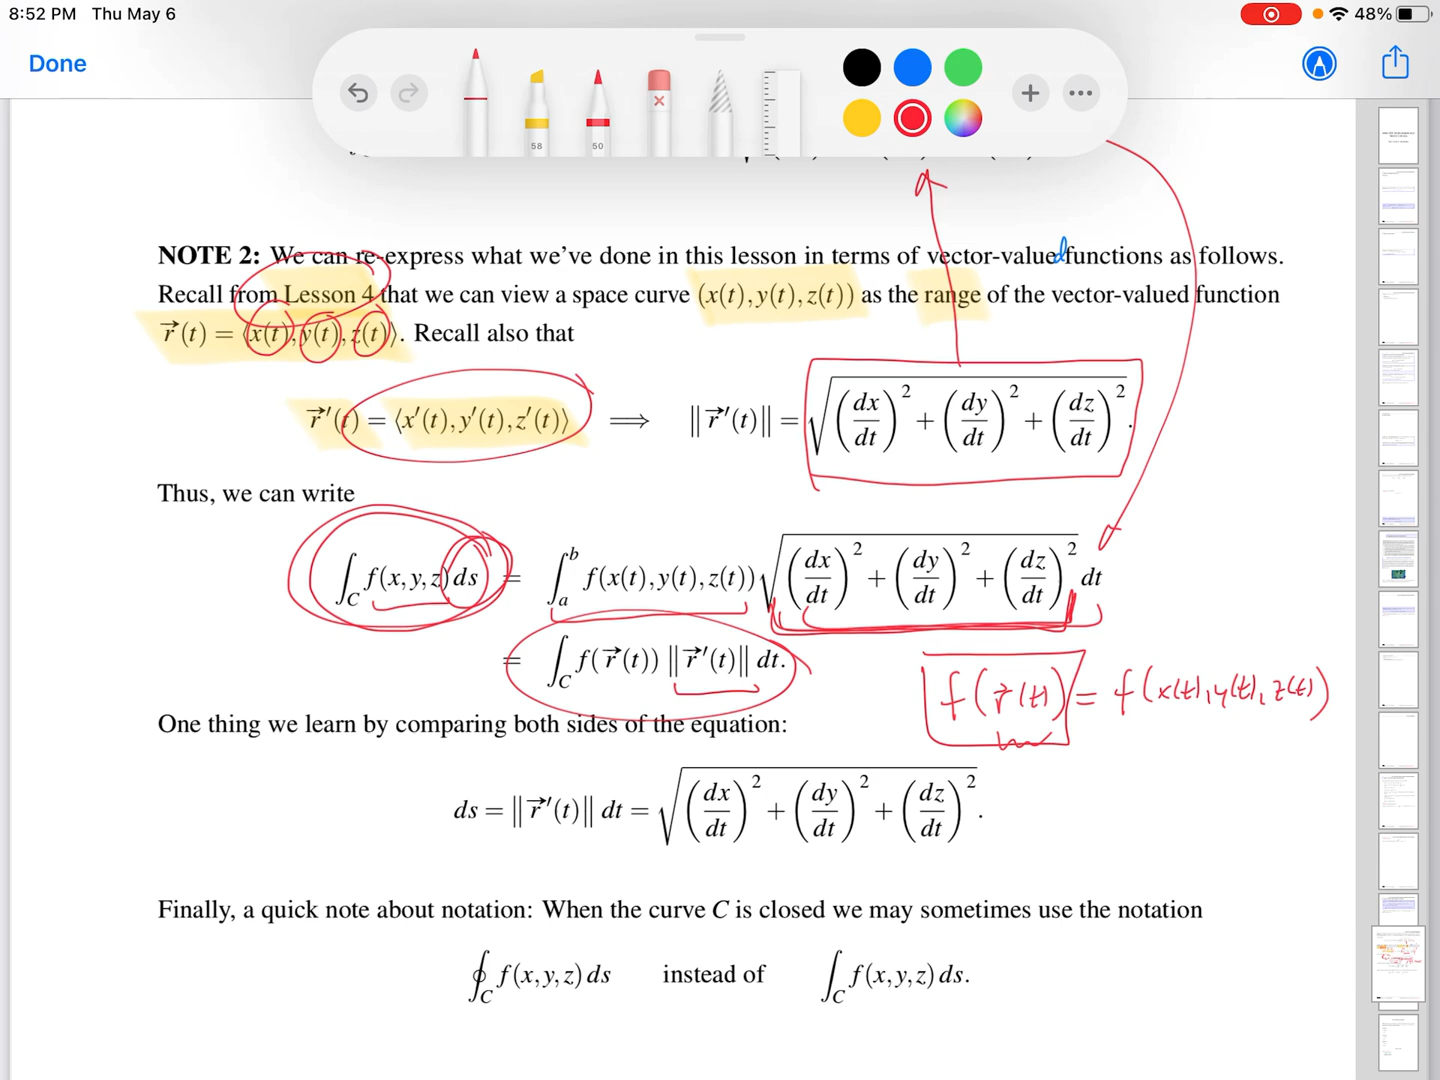 8:52 PM Thu May 6
48%
Done
58
50
NOTE 2: We can re-express what we've done in this lesson in terms of vector-valued functions as follows.
Recall from Lesson 4 that we can view a space curve (x(t), y(t), z(t)) as the range of the vector-valued function
r⃗(t) = ⟨x(t), y(t), z(t)⟩. Recall also that
r⃗′(t) = ⟨x′(t), y′(t), z′(t)⟩ ⟹ ‖r⃗′(t)‖ = √((dx/dt)² + (dy/dt)² + (dz/dt)²).
Thus, we can write
∫_C f(x, y, z) ds = ∫_a^b f(x(t), y(t), z(t)) √((dx/dt)² + (dy/dt)² + (dz/dt)²) dt
= ∫_C f(r⃗(t)) ‖r⃗′(t)‖ dt.
f(r⃗(t)) = f(x(t), y(t), z(t))
One thing we learn by comparing both sides of the equation:
ds = ‖r⃗′(t)‖ dt = √((dx/dt)² + (dy/dt)² + (dz/dt)²).
Finally, a quick note about notation: When the curve C is closed we may sometimes use the notation
∮_C f(x, y, z) ds instead of ∫_C f(x, y, z) ds.